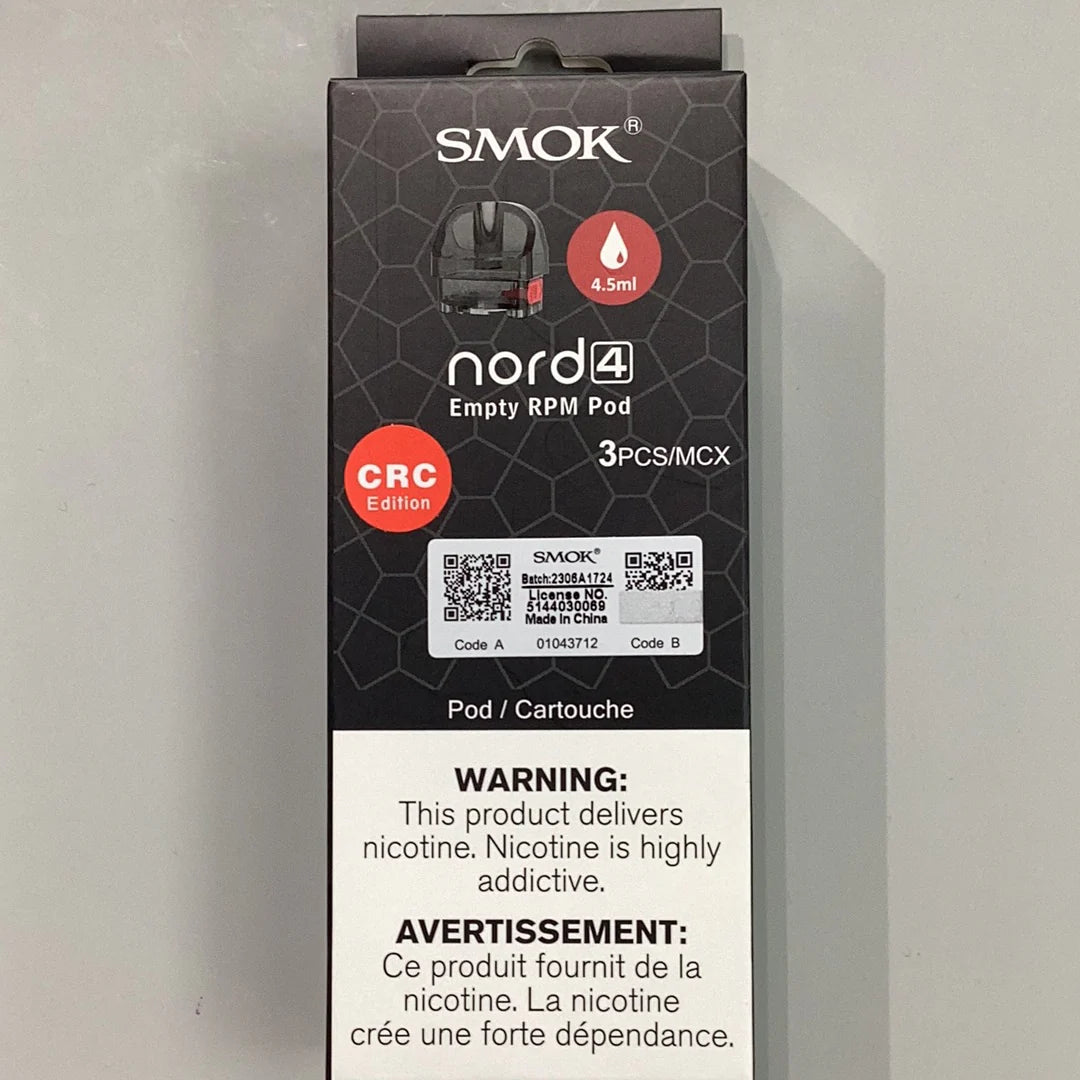 SMOK®
4.5ml
nord4
Empty RPM Pod
3PCS/MCX
CRC
Edition
SMOK®
Batch:2306A1724
License NO.
5144030069
Made in China
Code A
01043712
Code B
Pod / Cartouche
WARNING:
This product delivers
nicotine. Nicotine is highly
addictive.
AVERTISSEMENT:
Ce produit fournit de la
nicotine. La nicotine
crée une forte dépendance.